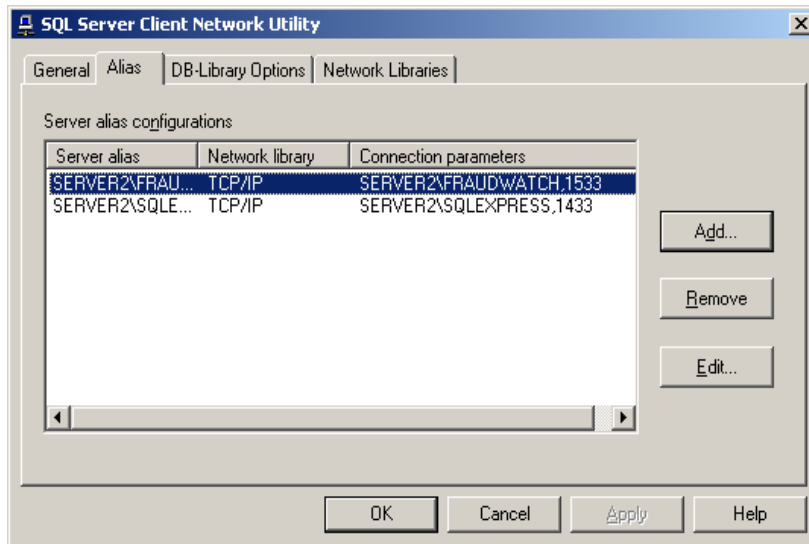 SQL Server Client Network Utility
General Alias DB-Library Options Network Libraries
Server alias configurations
Server alias Network library Connection parameters
SERVER2\FRAU... TCP/IP SERVER2\FRAUDWATCH,1533
SERVER2\SQLE... TCP/IP SERVER2\SQLEXPRESS,1433
Add...
Remove
Edit...
OK Cancel Apply Help